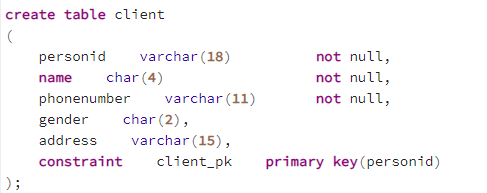 create table client
(
    personid    varchar(18)           not null,
    name    char(4)                   not null,
    phonenumber    varchar(11)        not null,
    gender    char(2),
    address    varchar(15),
    constraint    client_pk    primary key(personid)
);